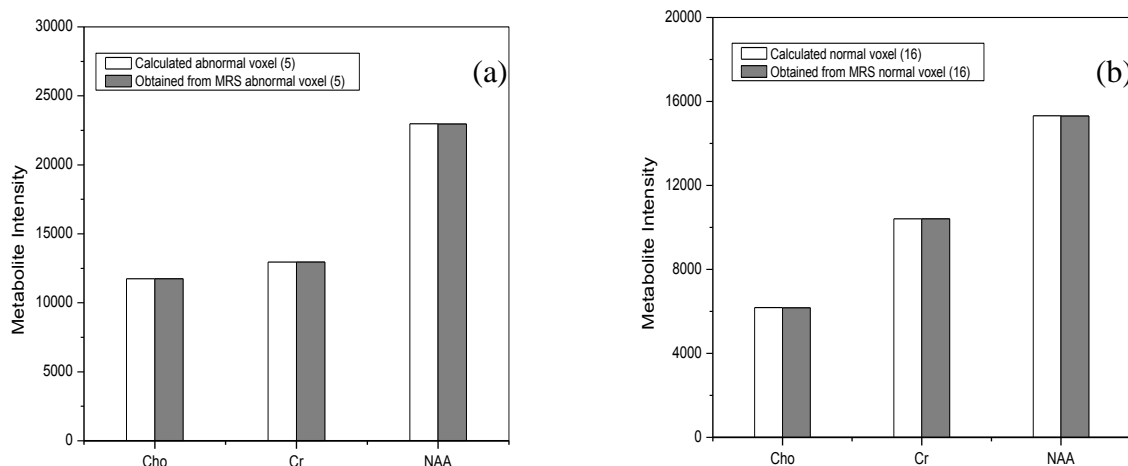 30000
25000
20000
15000
10000
5000
0
Metabolite Intensity
Calculated abnormal voxel (5)
Obtained from MRS abnormal voxel (5)
(a)
Cho Cr NAA
20000
16000
12000
8000
4000
0
Metabolite Intensity
Calculated normal voxel (16)
Obtained from MRS normal voxel (16)
(b)
Cho Cr NAA